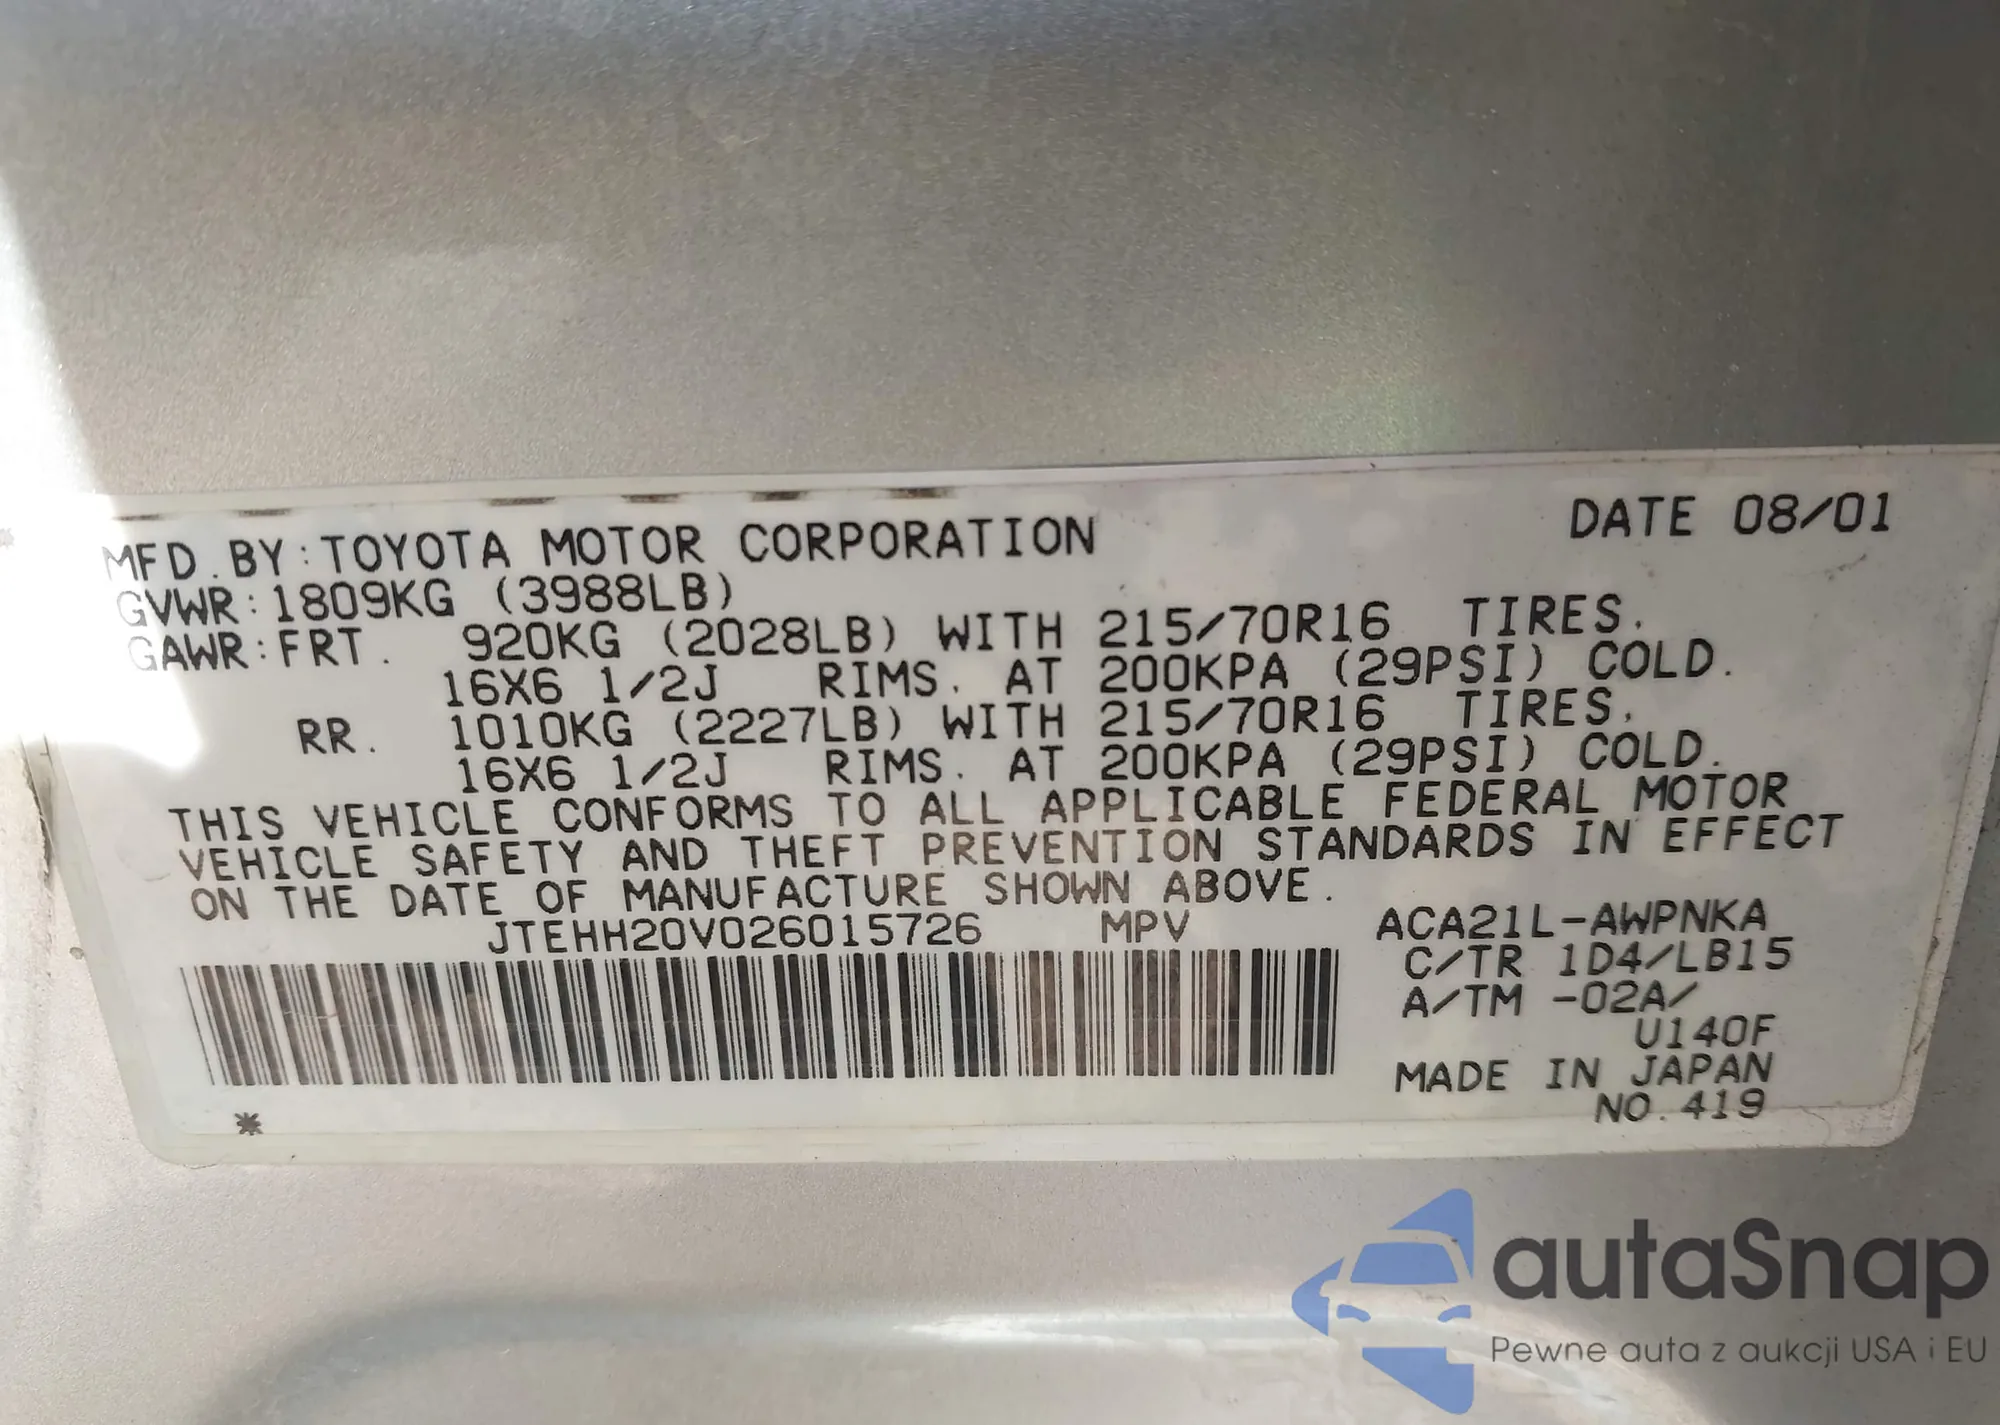 MFD.BY:TOYOTA MOTOR CORPORATION DATE 08/01
GVWR:1809KG (3988LB)
GAWR:FRT. 920KG (2028LB) WITH 215/70R16 TIRES.
16X6 1/2J RIMS. AT 200KPA (29PSI) COLD.
RR. 1010KG (2227LB) WITH 215/70R16 TIRES.
16X6 1/2J RIMS. AT 200KPA (29PSI) COLD.
THIS VEHICLE CONFORMS TO ALL APPLICABLE FEDERAL MOTOR
VEHICLE SAFETY AND THEFT PREVENTION STANDARDS IN EFFECT
ON THE DATE OF MANUFACTURE SHOWN ABOVE.
JTEHH20V026015726 MPV ACA21L-AWPNKA
C/TR 1D4/LB15
A/TM -02A/
U140F
MADE IN JAPAN
NO.419
*
autaSnap
Pewne auta z aukcji USA i EU